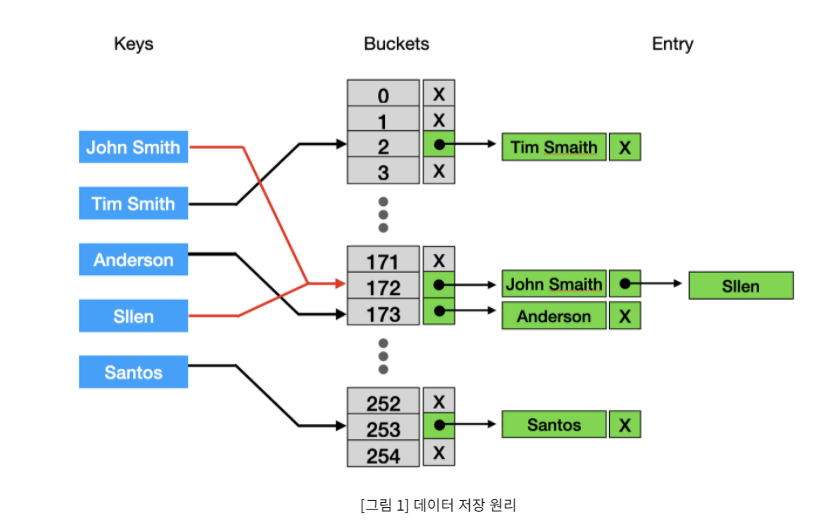 Keys
Buckets
Entry
John Smith
Tim Smith
Anderson
Sllen
Santos
0 X
1 X
2
3 X
171 X
172
173
252 X
253
254 X
Tim Smaith X
John Smaith
Sllen
Anderson X
Santos X
[그림 1] 데이터 저장 원리